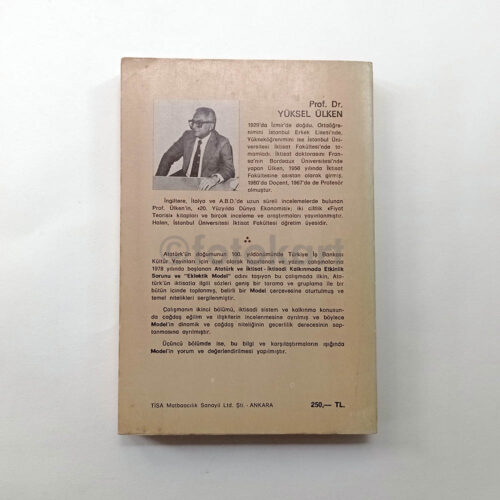 Prof. Dr.
YÜKSEL ÜLKEN
1929'da İzmir'de doğdu. Ortaöğre-
nimini İstanbul Erkek Lisesi'nde,
Yükseköğrenimini ise İstanbul Üni-
versitesi İktisat Fakültesi'nde ta-
mamladı. İktisat doktorasını Fran-
sa'nın Bordeaux Üniversitesi'nde
yapan Ülken, 1956 yılında İktisat
Fakültesine asistan olarak girmiş,
1960'da Docent, 1967'de de Profesör
olmuştur.
İngiltere, İtalya ve A.B.D.'de uzun süreli incelemelerde bulunan
Prof. Ülken'in, «20. Yüzyılda Dünya Ekonomisi»; iki ciltlik «Fiyat
Teorisi» kitapları ve birçok inceleme ve araştırmaları yayınlanmıştır.
Halen, İstanbul Üniversitesi İktisat Fakültesi öğretim üyesidir.
©fotokart
Atatürk'ün doğumunun 100. yıldönümünde Türkiye İş Bankası
Kültür Yayınları için özel olarak hazırlanan ve yazım çalışmalarına
1978 yılında başlanan Atatürk ve İktisat - İktisadi Kalkınmada Etkinlik
Sorunu ve "Eklektik Model" adını taşıyan bu çalışmada ilkin, Ata-
türk'ün iktisatla ilgili sözleri geniş bir tarama ve gruplama ile bir
bütün içinde toplanmış, belirli bir Model çerçevesine oturtulmuş ve
temel nitelikleri sergilenmiştir.
Çalışmanın ikinci bölümü, iktisadi sistem ve kalkınma konusun-
da çağdaş eğilim ve ilişkilerin incelenmesine ayrılmış ve böylece
Model'in dinamik ve çağdaş niteliğinin geçerlilik derecesinin sap-
tanmasına ayrılmıştır.
Üçüncü bölümde ise, bu bilgi ve karşılaştırmaların ışığında
Model'in yorum ve değerlendirilmesi yapılmıştır.
TİSA Matbaacılık Sanayii Ltd. Şti. - ANKARA
250,— TL.